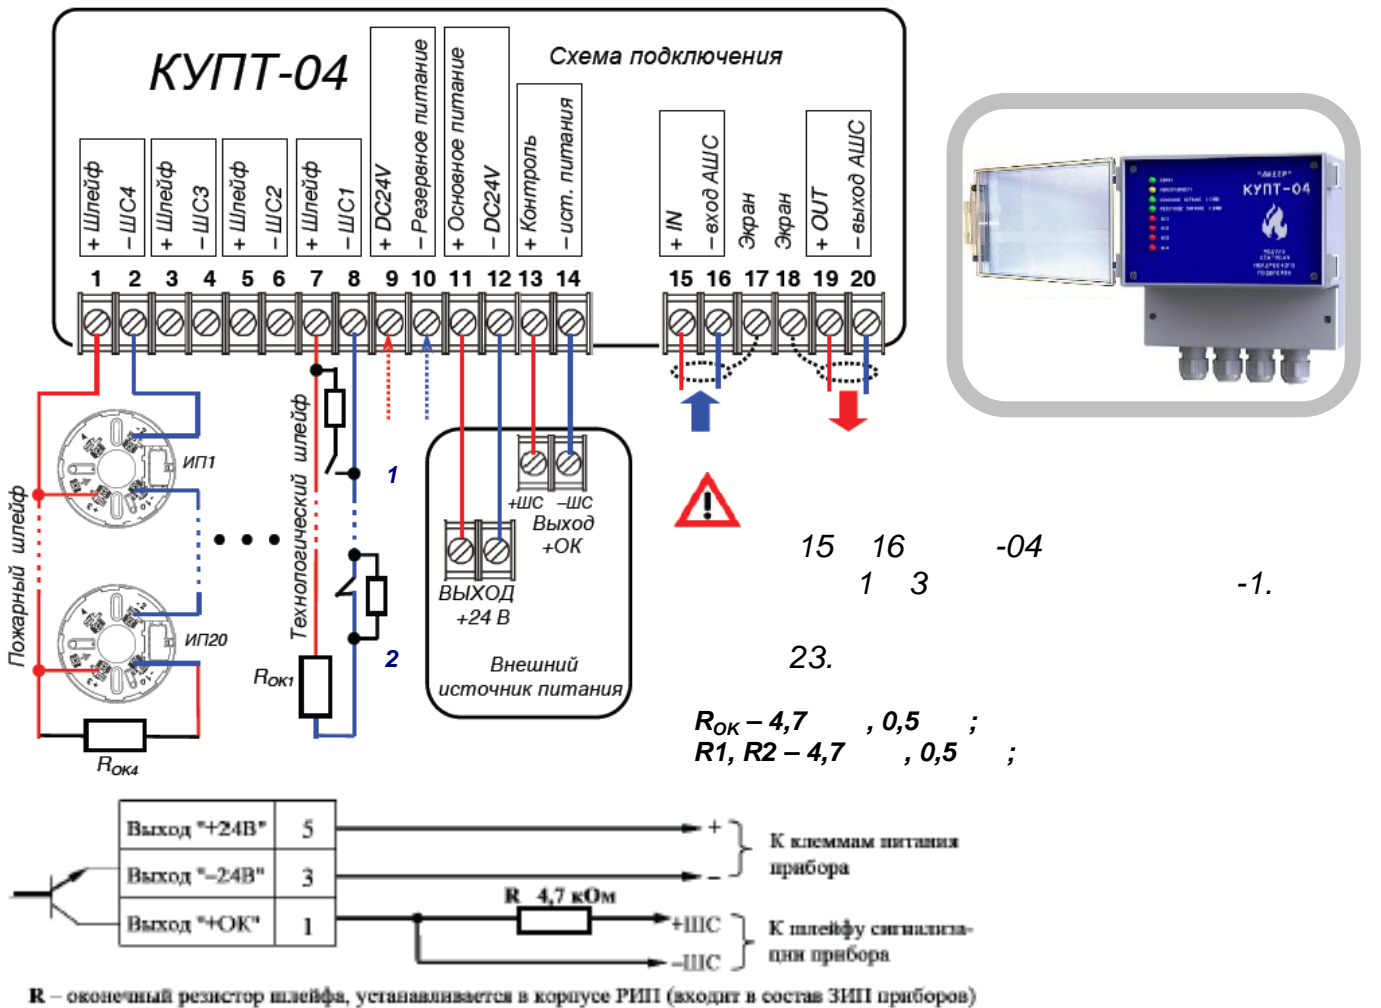 КУПТ-04
Схема подключения
+ Шлейф
– ШС4
+ Шлейф
– ШС3
+ Шлейф
– ШС2
+ Шлейф
– ШС1
+ DC24V
– Резервное питание
+ Основное питание
– DC24V
+ Контроль
– ист. питания
+ IN
– вход АШС
Экран
Экран
+ OUT
– выход АШС
1 2 3 4 5 6 7 8 9 10 11 12 13 14 15 16 17 18 19 20
"ЛИДЕР"
КУПТ-04
Пожарный шлейф
ИП1
ИП20
Rок4
Технологический шлейф
Rок1
1
2
+ШС –ШС
Выход
+ОК
ВЫХОД
+24 В
Внешний
источник питания
15 16 -04
1 3 -1.
23.
Rок – 4,7 , 0,5 ;
R1, R2 – 4,7 , 0,5 ;
Выход "+24В" 5
Выход "–24В" 3
Выход "+ОК" 1
+
–
К клеммам питания
прибора
R 4,7 кОм
+ШС
–ШС
К шлейфу сигнализа-
ции прибора
R – оконечный резистор шлейфа, устанавливается в корпусе РИП (входит в состав ЗИП приборов)